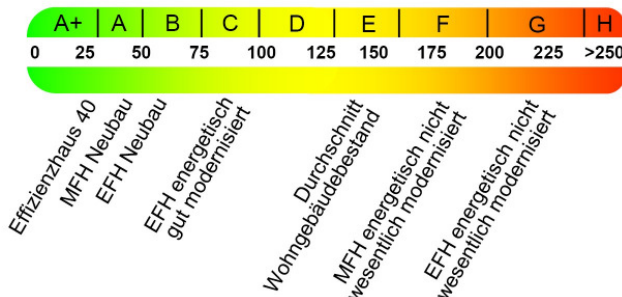 A+ A B C D E F G H
0 25 50 75 100 125 150 175 200 225 >250
Effizienzhaus 40
MFH Neubau
EFH Neubau
EFH energetisch
gut modernisiert
Durchschnitt
Wohngebäudebestand
MFH energetisch nicht
wesentlich modernisiert
EFH energetisch nicht
wesentlich modernisiert